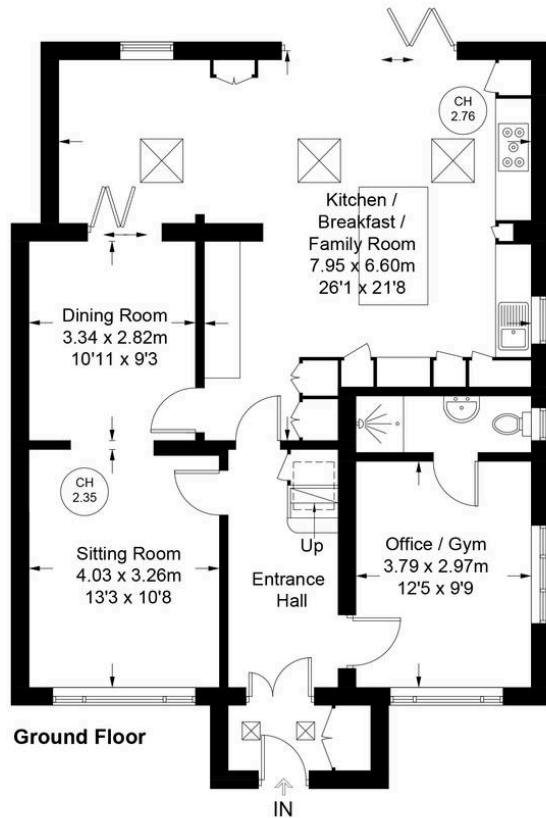 CH
2.76
Kitchen /
Breakfast /
Family Room
7.95 x 6.60m
26'1 x 21'8
Dining Room
3.34 x 2.82m
10'11 x 9'3
CH
2.35
Sitting Room
4.03 x 3.26m
13'3 x 10'8
Up
Entrance
Hall
Office / Gym
3.79 x 2.97m
12'5 x 9'9
Ground Floor
IN